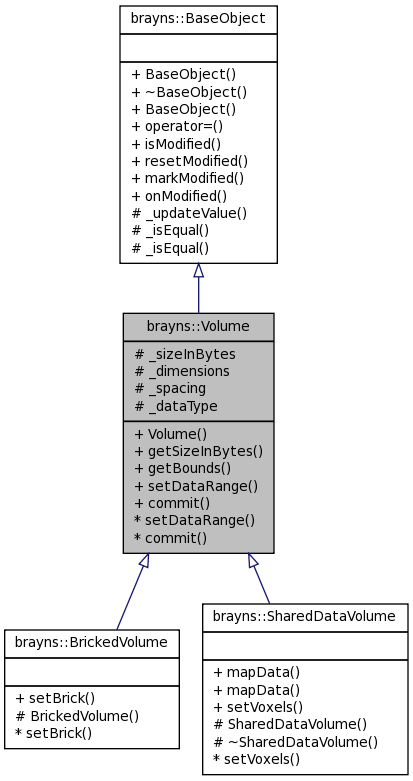 brayns::BaseObject
+ BaseObject()
+ ~BaseObject()
+ BaseObject()
+ operator=()
+ isModified()
+ resetModified()
+ markModified()
+ onModified()
# _updateValue()
# _isEqual()
# _isEqual()
brayns::Volume
# _sizeInBytes
# _dimensions
# _spacing
# _dataType
+ Volume()
+ getSizeInBytes()
+ getBounds()
+ setDataRange()
+ commit()
* setDataRange()
* commit()
brayns::BrickedVolume
+ setBrick()
# BrickedVolume()
* setBrick()
brayns::SharedDataVolume
+ mapData()
+ mapData()
+ setVoxels()
# SharedDataVolume()
# ~SharedDataVolume()
* setVoxels()